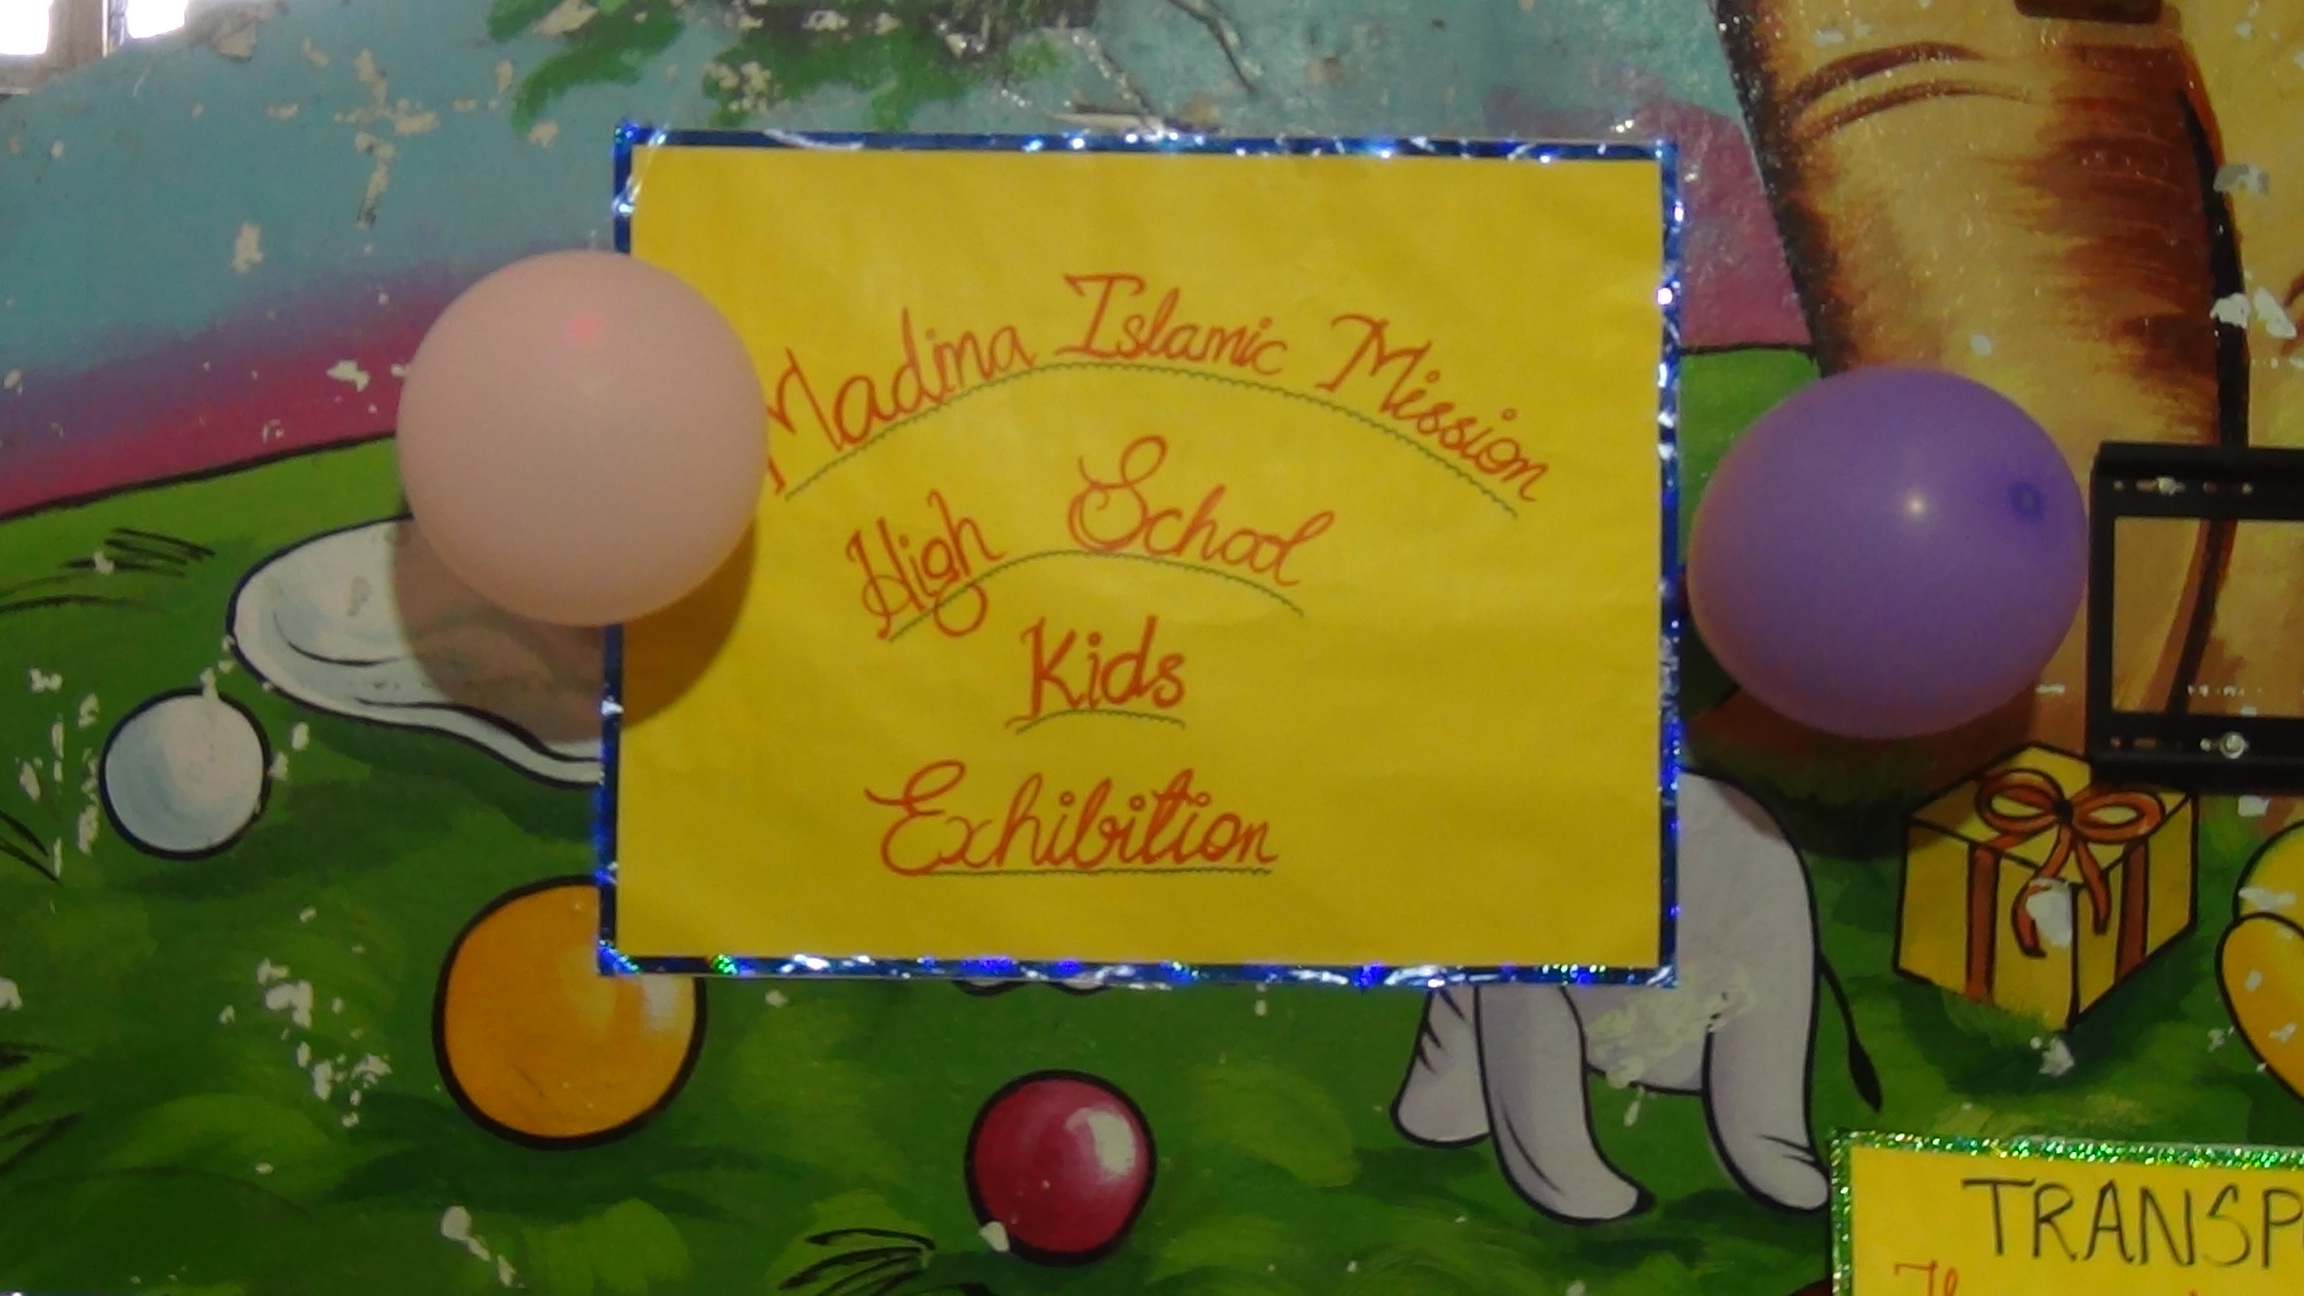 Madina Islamic Mission
High School
Kids
Exhibition
TRANSP